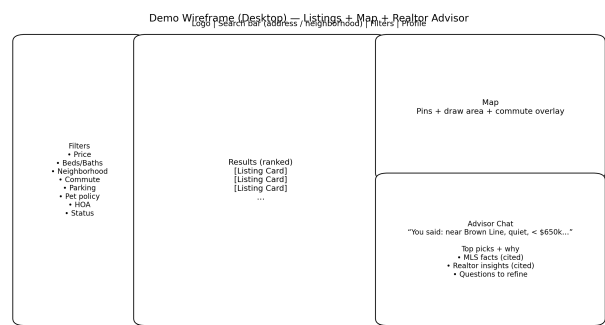 Demo Wireframe (Desktop) — Listings + Map + Realtor Advisor
Logo | Search bar (address / neighborhood) | Filters | Profile
Filters
• Price
• Beds/Baths
• Neighborhood
• Commute
• Parking
• Pet policy
• HOA
• Status
Results (ranked)
[Listing Card]
[Listing Card]
[Listing Card]
...
Map
Pins + draw area + commute overlay
Advisor Chat
“You said: near Brown Line, quiet, < $650k…”
Top picks + why
• MLS facts (cited)
• Realtor insights (cited)
• Questions to refine